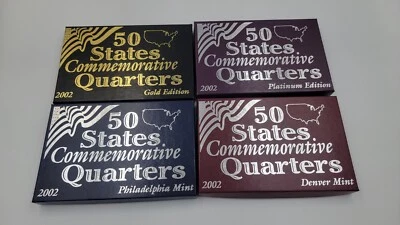 50
States
Commemorative
Quarters
2002
Gold Edition
50
States
Commemorative
Quarters
2002
Platinum Edition
50
States
Commemorative
Quarters
2002
Philadelphia Mint
50
States
Commemorative
Quarters
2002
Denver Mint